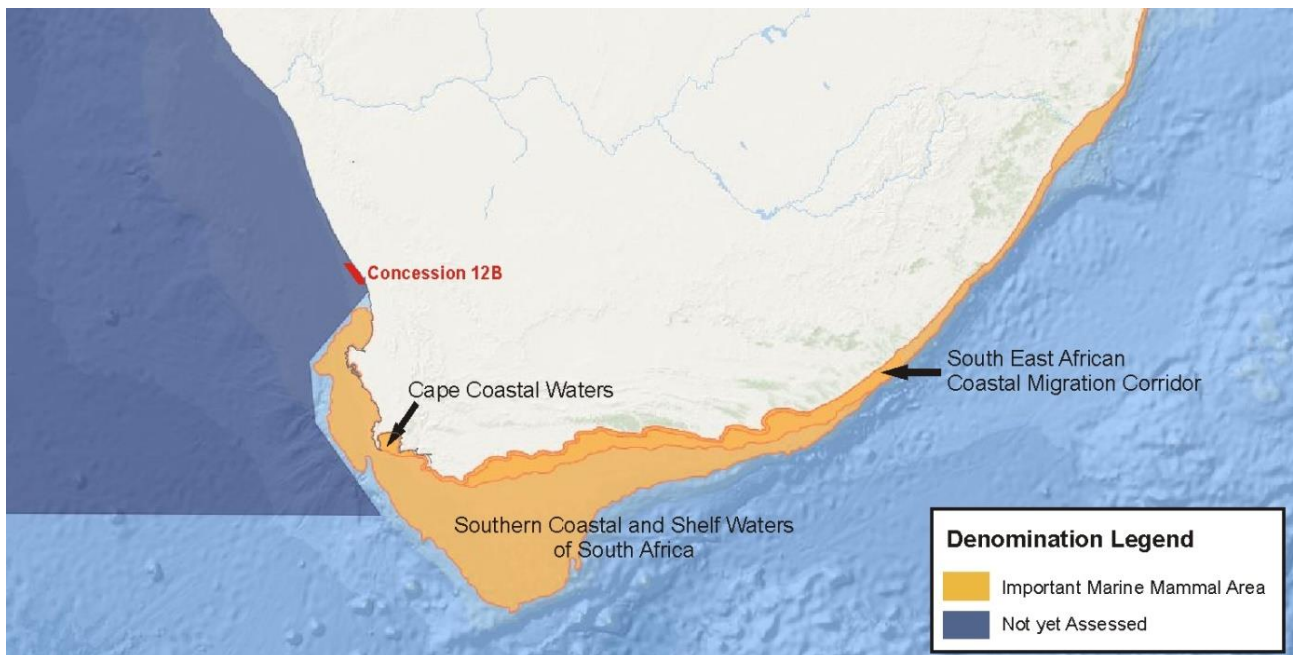 Concession 12B
South East African
Coastal Migration Corridor
Cape Coastal Waters
Southern Coastal and Shelf Waters
of South Africa
Denomination Legend
Important Marine Mammal Area
Not yet Assessed